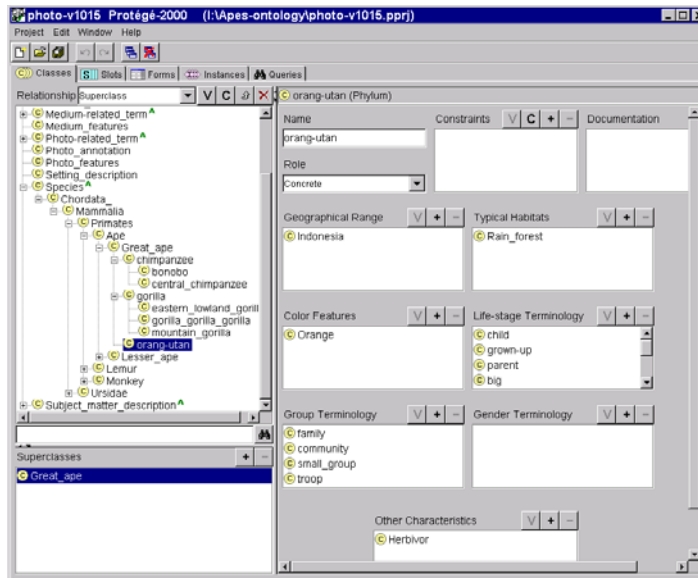 photo-v1015 Protégé-2000 (I:\Apes-ontology\photo-v1015.pprj)
Project Edit Window Help
C Classes S Slots Forms Instances Queries
Relationship Superclass V C
Medium-related_term A
Medium_features
Photo-related_term A
Photo_annotation
Photo_features
Setting_description
Species A
Chordata_
Mammalia
Primates
Ape
Great_ape
chimpanzee
bonobo
central_chimpanzee
gorilla
eastern_lowland_gorill
gorilla_gorilla_gorilla
mountain_gorilla
orang-utan
Lesser_ape
Lemur
Monkey
Ursidae
Subject_matter_description A
Superclasses + -
Great_ape
orang-utan (Phylum)
Name Constraints V C + - Documentation
orang-utan
Role
Concrete
Geographical Range V + - Typical Habitats V + -
Indonesia Rain_forest
Color Features V + - Life-stage Terminology V + -
Orange child
grown-up
parent
big
Group Terminology V + - Gender Terminology V + -
family
community
small_group
troop
Other Characteristics V + -
Herbivor